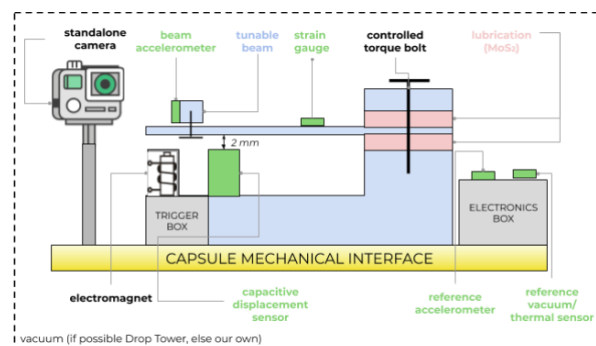 standalone
camera
beam
accelerometer
tunable
beam
strain
gauge
controlled
torque bolt
lubrication
(MoS₂)
2 mm
TRIGGER
BOX
ELECTRONICS
BOX
CAPSULE MECHANICAL INTERFACE
electromagnet
capacitive
displacement
sensor
reference
accelerometer
reference
vacuum/
thermal sensor
vacuum (if possible Drop Tower, else our own)